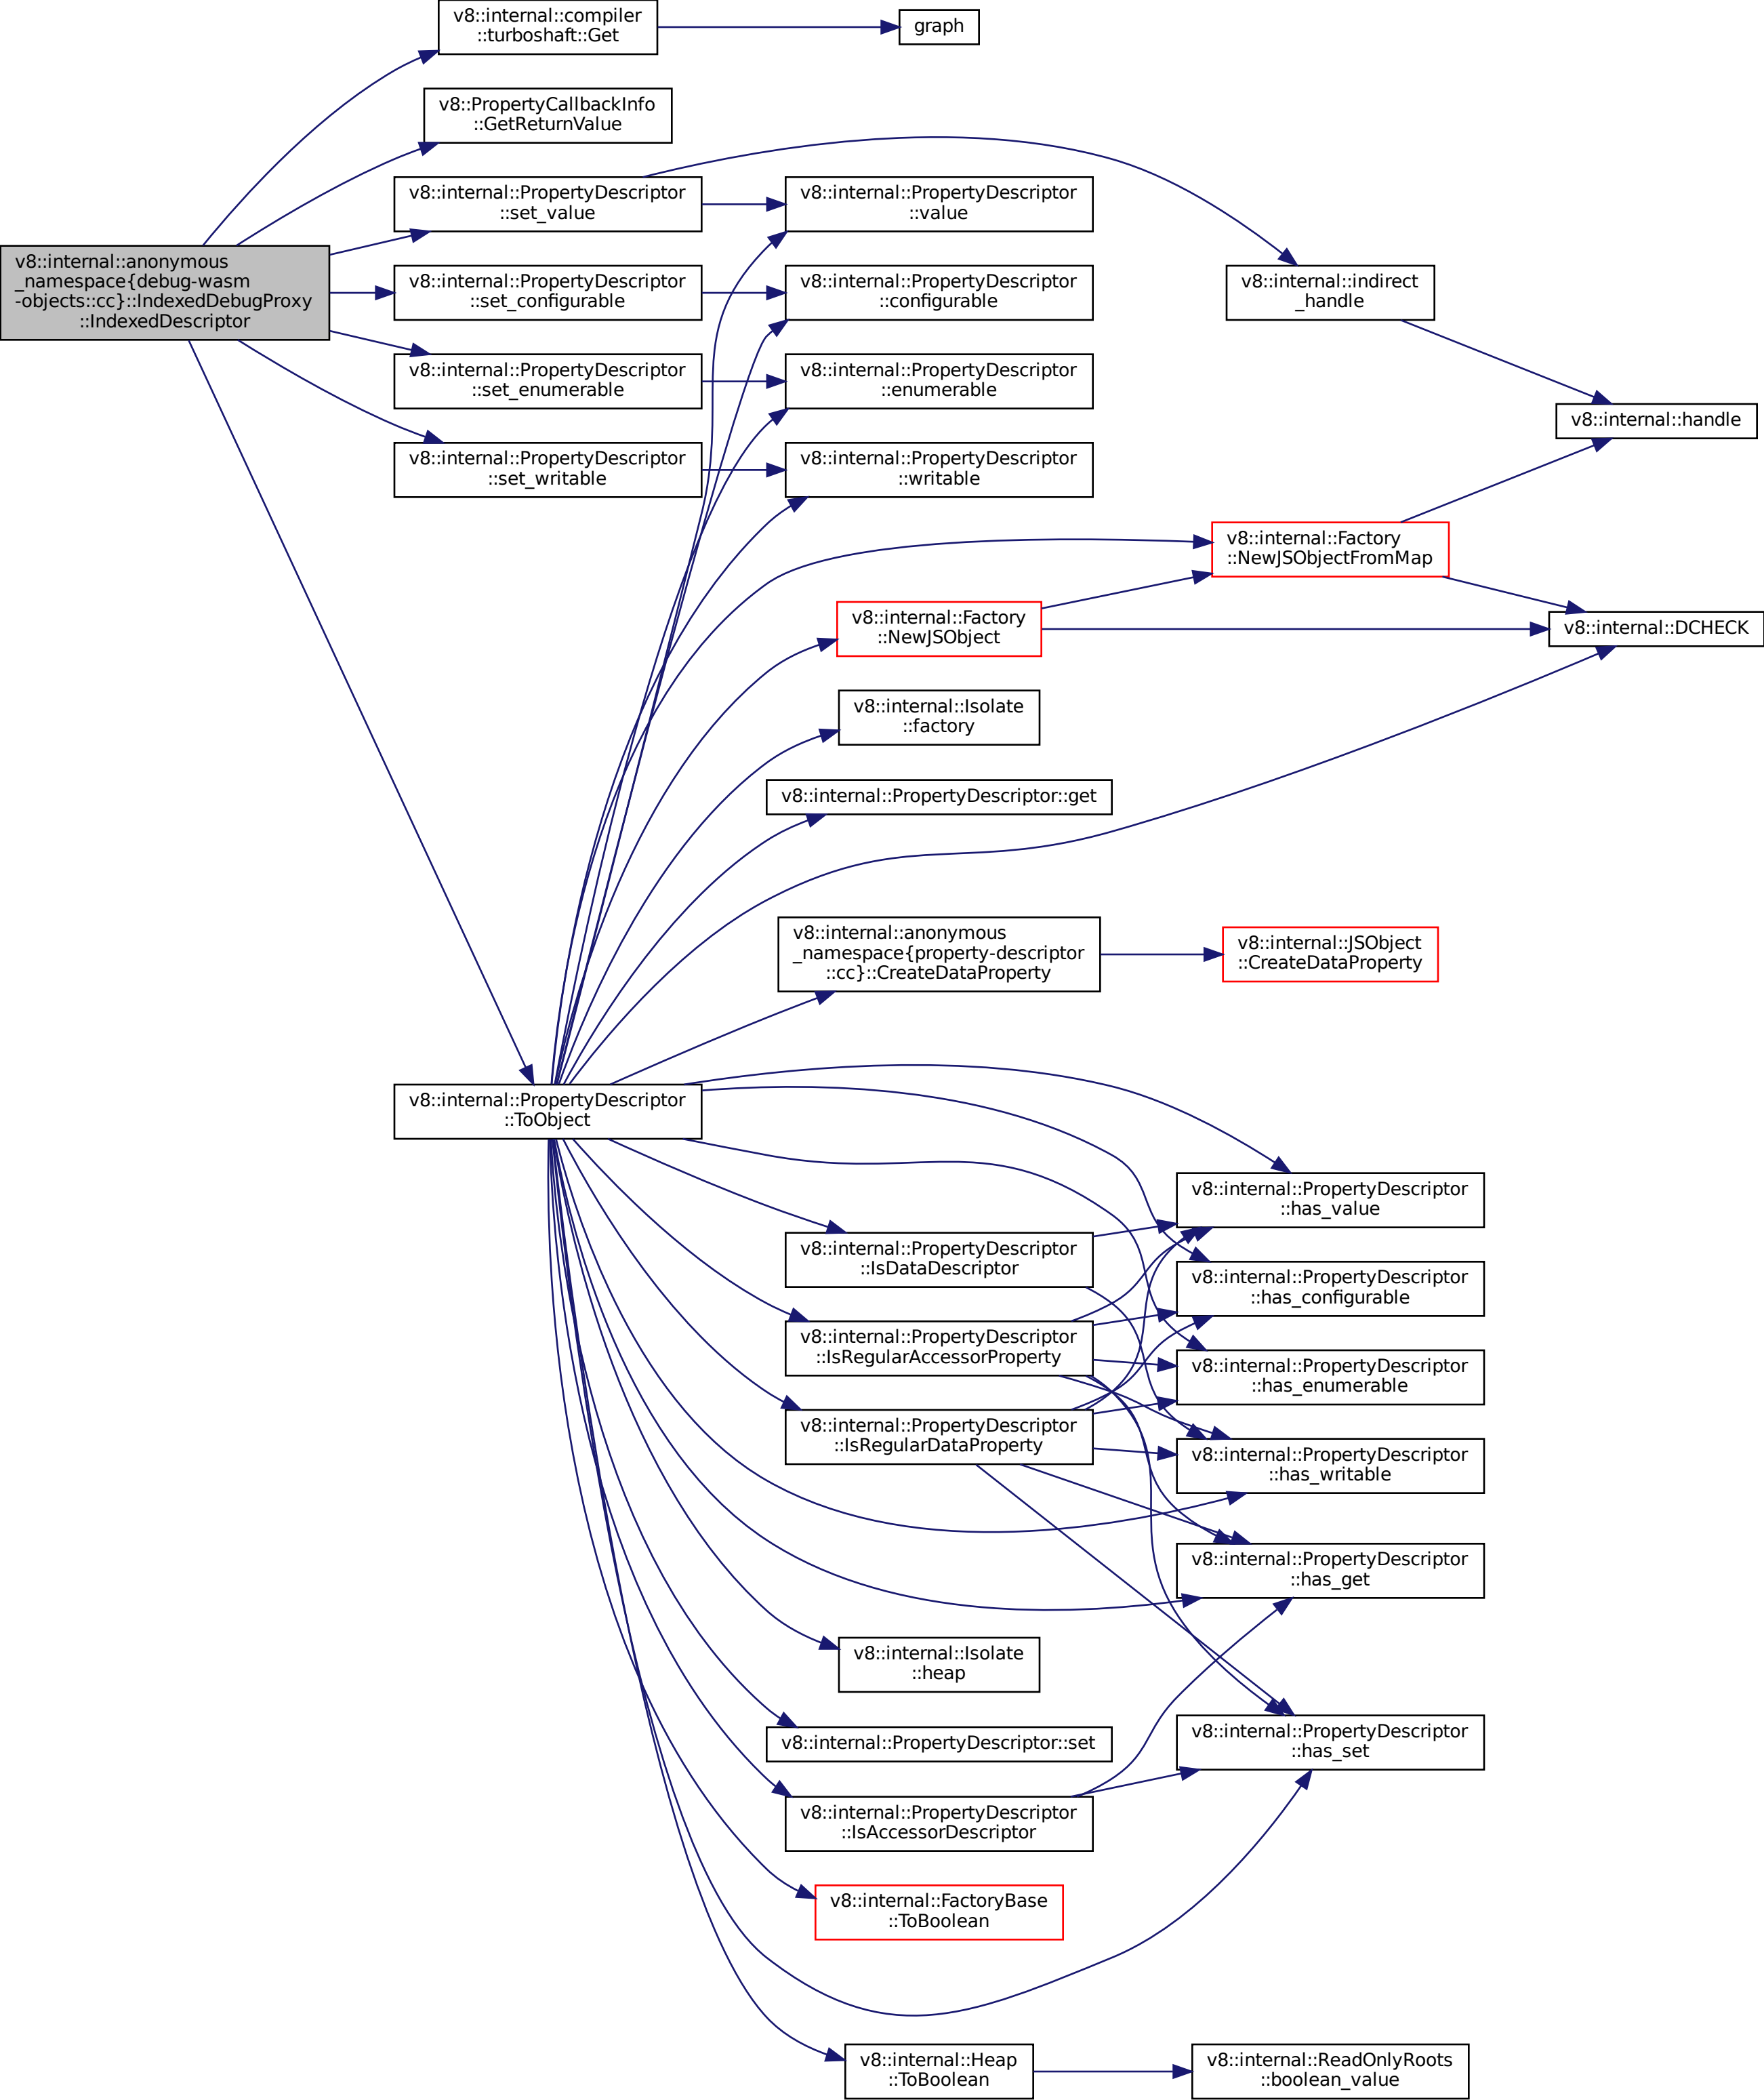 v8::internal::compiler
::turboshaft::Get
graph
v8::PropertyCallbackInfo
::GetReturnValue
v8::internal::PropertyDescriptor
::set_value
v8::internal::PropertyDescriptor
::value
v8::internal::anonymous
_namespace{debug-wasm
-objects::cc}::IndexedDebugProxy
::IndexedDescriptor
v8::internal::PropertyDescriptor
::set_configurable
v8::internal::PropertyDescriptor
::configurable
v8::internal::indirect
_handle
v8::internal::PropertyDescriptor
::set_enumerable
v8::internal::PropertyDescriptor
::enumerable
v8::internal::handle
v8::internal::PropertyDescriptor
::set_writable
v8::internal::PropertyDescriptor
::writable
v8::internal::Factory
::NewJSObjectFromMap
v8::internal::Factory
::NewJSObject
v8::internal::DCHECK
v8::internal::Isolate
::factory
v8::internal::PropertyDescriptor::get
v8::internal::anonymous
_namespace{property-descriptor
::cc}::CreateDataProperty
v8::internal::JSObject
::CreateDataProperty
v8::internal::PropertyDescriptor
::ToObject
v8::internal::PropertyDescriptor
::has_value
v8::internal::PropertyDescriptor
::IsDataDescriptor
v8::internal::PropertyDescriptor
::has_configurable
v8::internal::PropertyDescriptor
::IsRegularAccessorProperty
v8::internal::PropertyDescriptor
::has_enumerable
v8::internal::PropertyDescriptor
::IsRegularDataProperty
v8::internal::PropertyDescriptor
::has_writable
v8::internal::PropertyDescriptor
::has_get
v8::internal::Isolate
::heap
v8::internal::PropertyDescriptor::set
v8::internal::PropertyDescriptor
::has_set
v8::internal::PropertyDescriptor
::IsAccessorDescriptor
v8::internal::FactoryBase
::ToBoolean
v8::internal::Heap
::ToBoolean
v8::internal::ReadOnlyRoots
::boolean_value